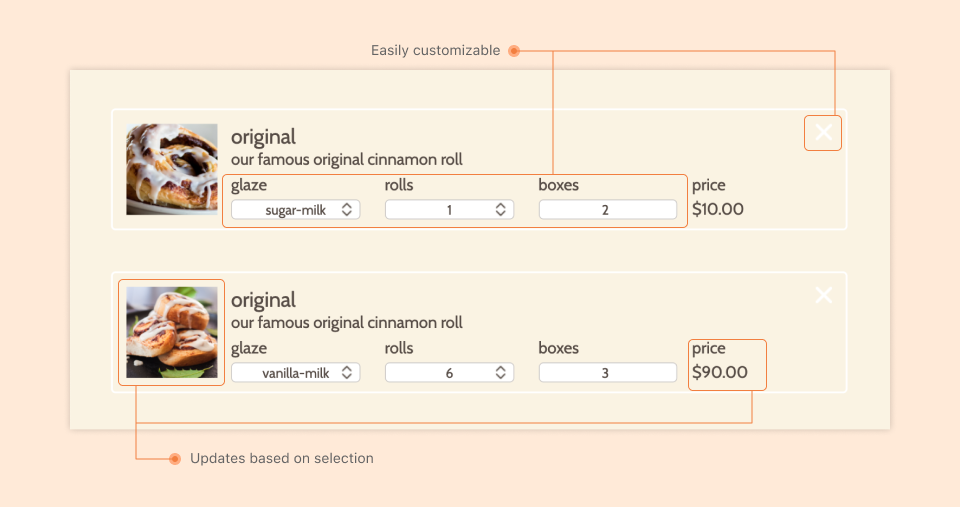 Easily customizable
original
our famous original cinnamon roll
glaze rolls boxes price
sugar-milk 1 2 $10.00
original
our famous original cinnamon roll
glaze rolls boxes price
vanilla-milk 6 3 $90.00
Updates based on selection